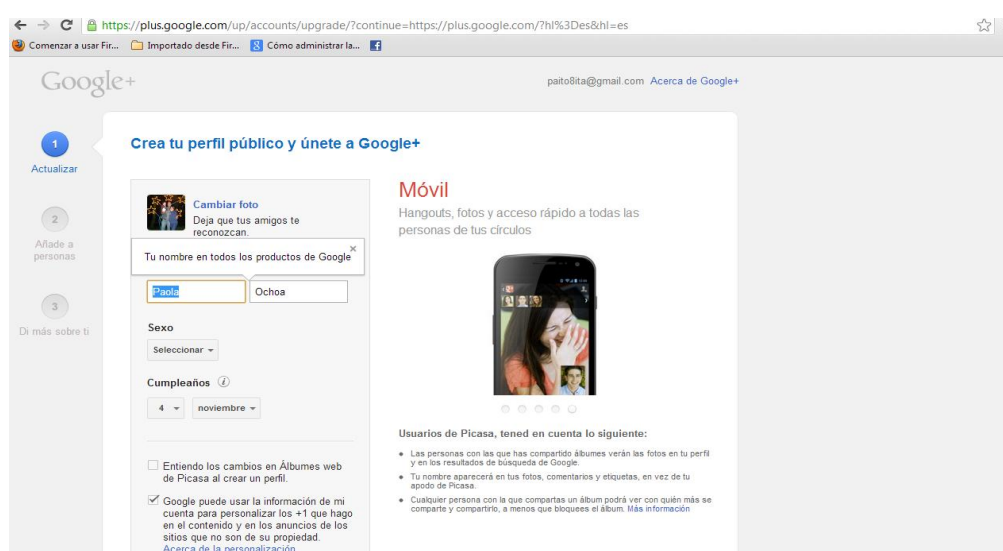 https://plus.google.com/up/accounts/upgrade/?continue=https://plus.google.com/?hl%3Des&hl=es
Comenzar a usar Fir... Importado desde Fir... Cómo administrar la...
Google+
paito8ita@gmail.com Acerca de Google+
1
Actualizar
2
Añade a
personas
3
Di más sobre ti
Crea tu perfil público y únete a Google+
Cambiar foto
Deja que tus amigos te
reconozcan.
Tu nombre en todos los productos de Google
Paola Ochoa
Sexo
Seleccionar
Cumpleaños
4 noviembre
Entiendo los cambios en Álbumes web
de Picasa al crear un perfil.
Google puede usar la información de mi
cuenta para personalizar los +1 que hago
en el contenido y en los anuncios de los
sitios que no son de su propiedad.
Acerca de la personalización
Móvil
Hangouts, fotos y acceso rápido a todas las
personas de tus círculos
Usuarios de Picasa, tened en cuenta lo siguiente:
Las personas con las que has compartido álbumes verán las fotos en tu perfil
y en los resultados de búsqueda de Google.
Tu nombre aparecerá en tus fotos, comentarios y etiquetas, en vez de tu
apodo de Picasa.
Cualquier persona con la que compartas un álbum podrá ver con quién más se
comparte y compartirlo, a menos que bloquees el álbum. Más información